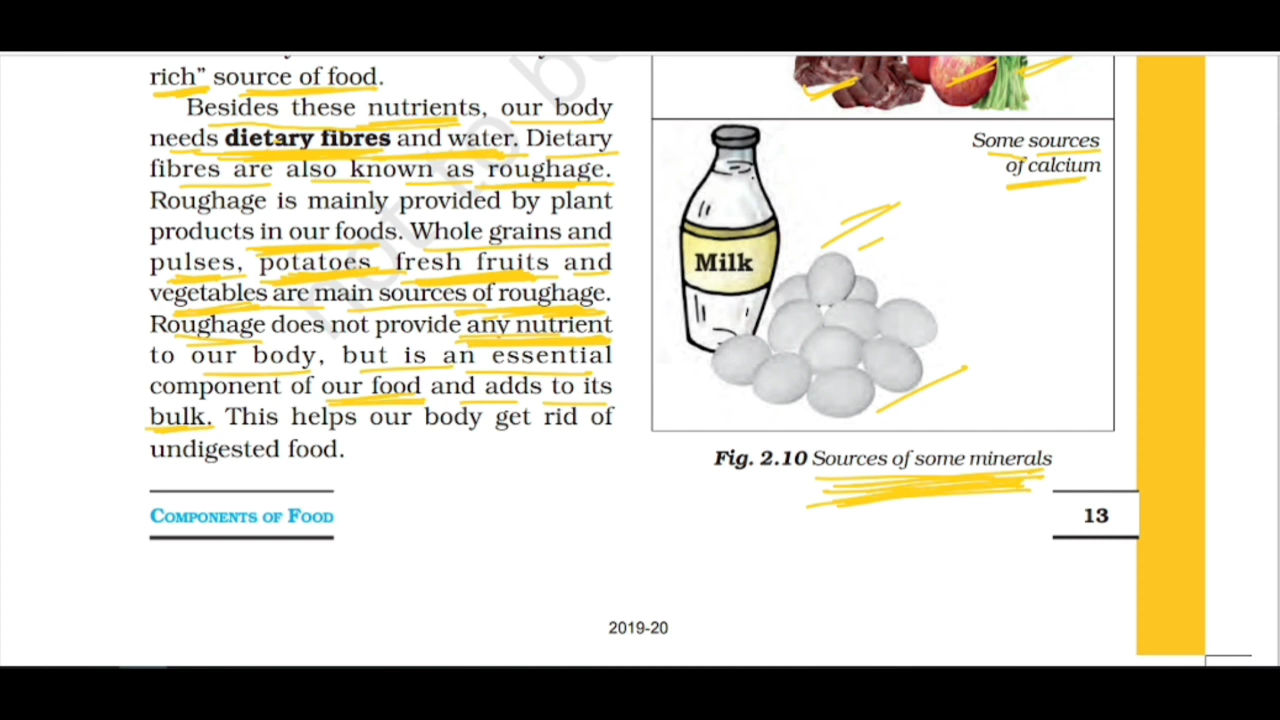 rich” source of food.
Besides these nutrients, our body
needs dietary fibres and water. Dietary
fibres are also known as roughage.
Roughage is mainly provided by plant
products in our foods. Whole grains and
pulses, potatoes, fresh fruits and
vegetables are main sources of roughage.
Roughage does not provide any nutrient
to our body, but is an essential
component of our food and adds to its
bulk. This helps our body get rid of
undigested food.
Some sources
of calcium
Milk
Fig. 2.10 Sources of some minerals
COMPONENTS OF FOOD
13
2019-20